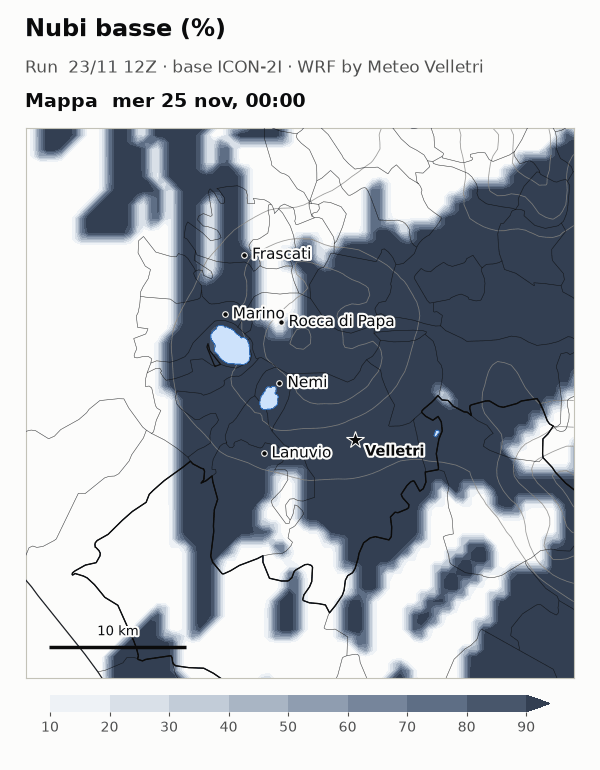 Nubi basse (%)
Run  23/11 12Z · base ICON-2I · WRF by Meteo Velletri
Mappa  mer 25 nov, 00:00
Frascati
Marino
Rocca di Papa
Nemi
Velletri
Lanuvio
10 km
10 20 30 40 50 60 70 80 90